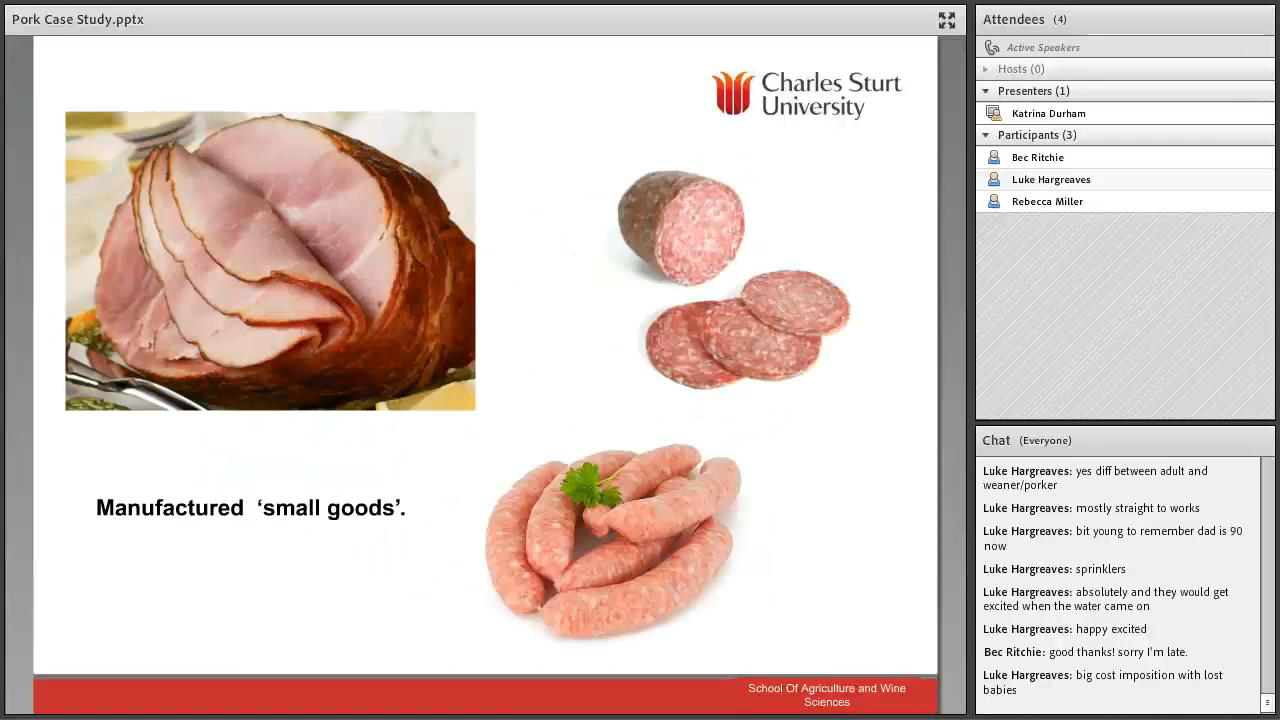 Pork Case Study.pptx
Charles Sturt
University
Manufactured ‘small goods’.
School Of Agriculture and Wine
Sciences
Attendees (4)
Active Speakers
Hosts (0)
Presenters (1)
Katrina Durham
Participants (3)
Bec Ritchie
Luke Hargreaves
Rebecca Miller
Chat (Everyone)
Luke Hargreaves: yes diff between adult and
weaner/porker
Luke Hargreaves: mostly straight to works
Luke Hargreaves: bit young to remember dad is 90
now
Luke Hargreaves: sprinklers
Luke Hargreaves: absolutely and they would get
excited when the water came on
Luke Hargreaves: happy excited
Bec Ritchie: good thanks! sorry I'm late.
Luke Hargreaves: big cost imposition with lost
babies